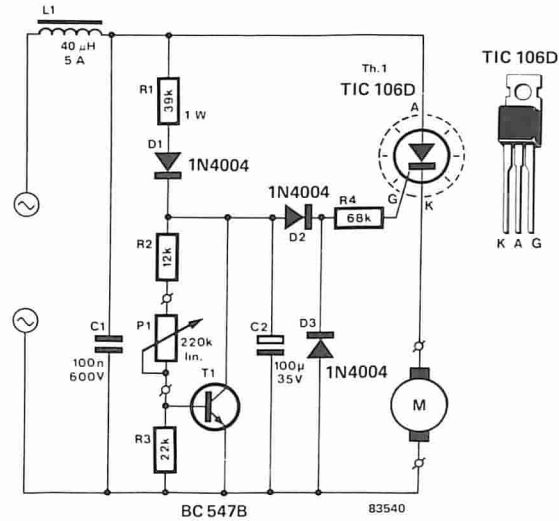 L1
40 µH
5 A
R1
39k
1 W
D1
1N4004
Th.1
TIC 106D
A
G
K
TIC 106D
K A G
1N4004
D2
R4
68k
R2
12k
P1
220k
lin.
C1
100n
600V
T1
C2
100µ
35V
D3
1N4004
M
R3
22k
BC 547B
83540